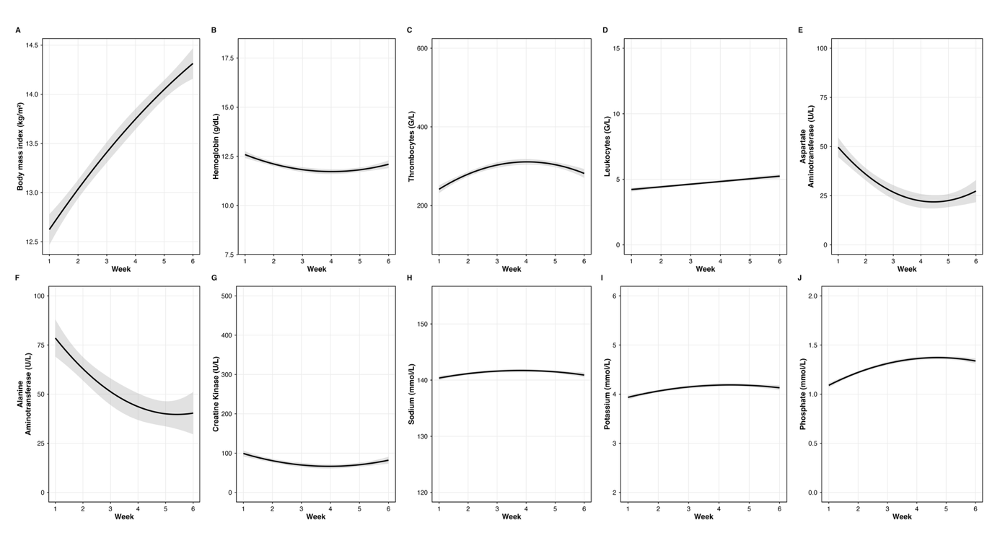 A
Body mass index (kg/m²)
14.5
14.0
13.5
13.0
12.5
1 2 3 4 5 6
Week
B
Hemoglobin (g/dL)
17.5
15.0
12.5
10.0
7.5
1 2 3 4 5 6
Week
C
Thrombocytes (G/L)
600
400
200
1 2 3 4 5 6
Week
D
Leukocytes (G/L)
15
10
5
0
1 2 3 4 5 6
Week
E
Aspartate
Aminotransferase (U/L)
100
75
50
25
0
1 2 3 4 5 6
Week
F
Alanine
Aminotransferase (U/L)
100
75
50
25
0
1 2 3 4 5 6
Week
G
Creatine Kinase (U/L)
500
400
300
200
100
0
1 2 3 4 5 6
Week
H
Sodium (mmol/L)
150
140
130
120
1 2 3 4 5 6
Week
I
Potassium (mmol/L)
6
5
4
3
2
1 2 3 4 5 6
Week
J
Phosphate (mmol/L)
2.0
1.5
1.0
0.5
0.0
1 2 3 4 5 6
Week